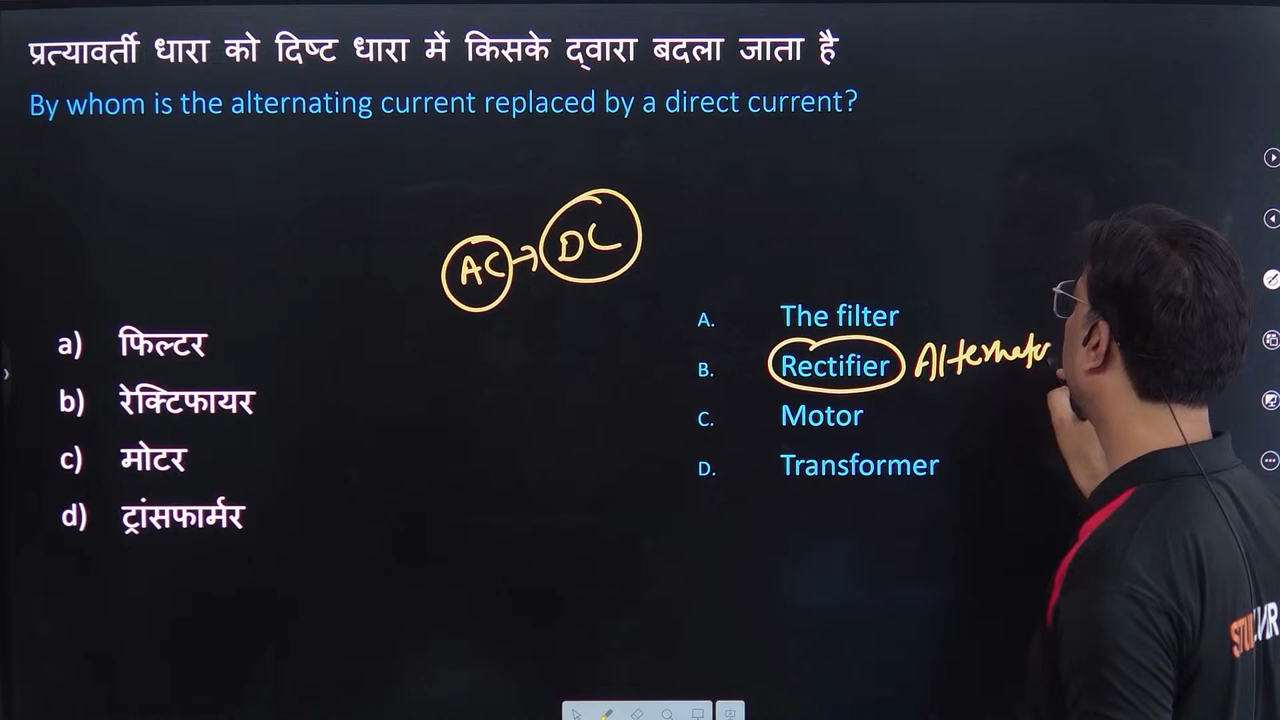 प्रत्यावर्ती धारा को दिष्ट धारा में किसके द्वारा बदला जाता है
By whom is the alternating current replaced by a direct current?
AC → DC
a) फिल्टर
b) रेक्टिफायर
c) मोटर
d) ट्रांसफार्मर
A. The filter
B. Rectifier Alternato
C. Motor
D. Transformer